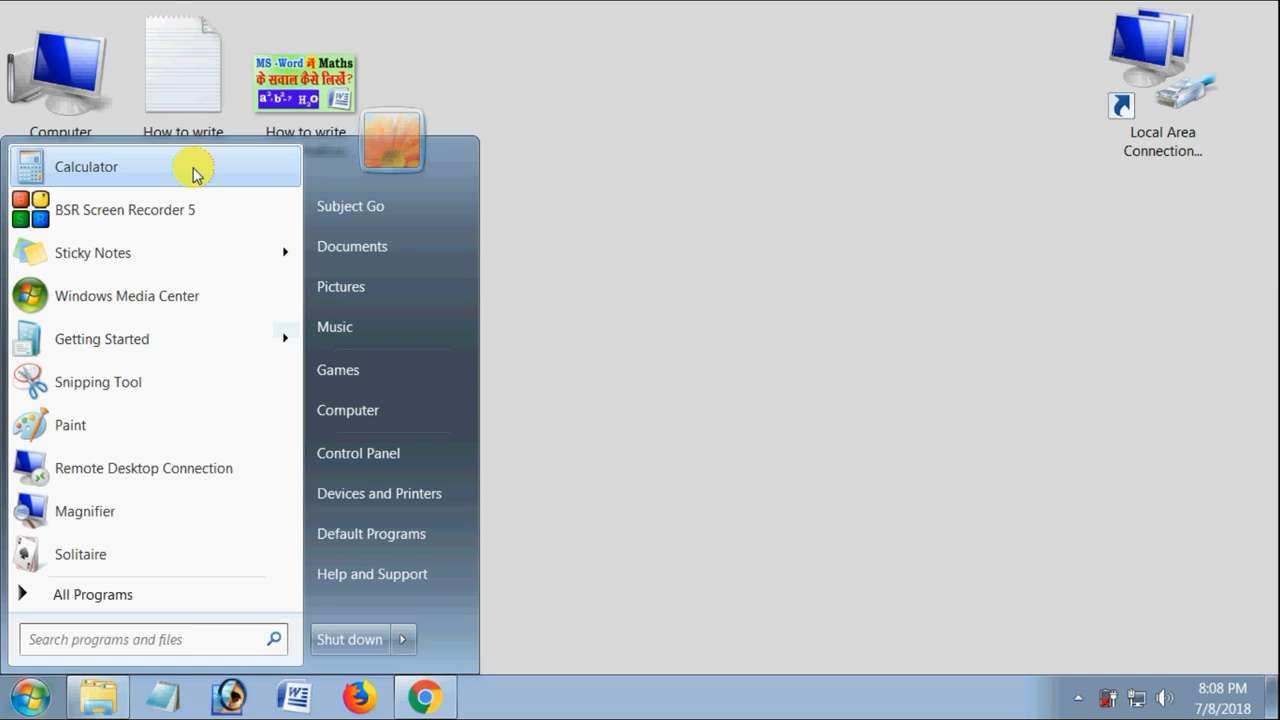 MS -Word में Maths
के सवाल कैसे लिखें?
a²+b²=? H₂O
Computer
How to write
How to write
Local Area
Connection...
Calculator
BSR Screen Recorder 5
Sticky Notes
Windows Media Center
Getting Started
Snipping Tool
Paint
Remote Desktop Connection
Magnifier
Solitaire
All Programs
Search programs and files
Subject Go
Documents
Pictures
Music
Games
Computer
Control Panel
Devices and Printers
Default Programs
Help and Support
Shut down
8:08 PM
7/8/2018